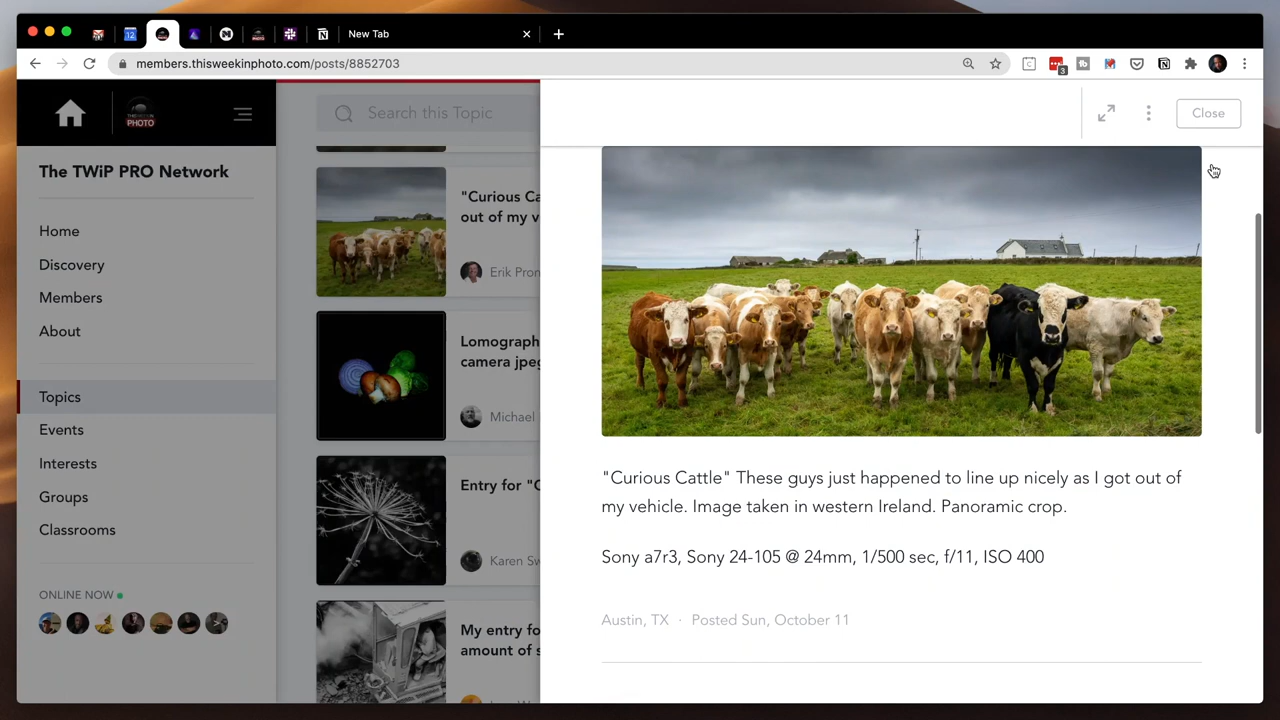 New Tab
12
members.thisweekinphoto.com/posts/8852703
3
PHOTO
Search this Topic
Close
The TWiP PRO Network
Home
Discovery
Members
About
Topics
Events
Interests
Groups
Classrooms
ONLINE NOW
"Curious Ca
out of my v
Erik Pron
Lomograph
camera jpeg
Michael
Entry for "C
Karen Sw
My entry fo
amount of s
"Curious Cattle" These guys just happened to line up nicely as I got out of
my vehicle. Image taken in western Ireland. Panoramic crop.
Sony a7r3, Sony 24-105 @ 24mm, 1/500 sec, f/11, ISO 400
Austin, TX · Posted Sun, October 11